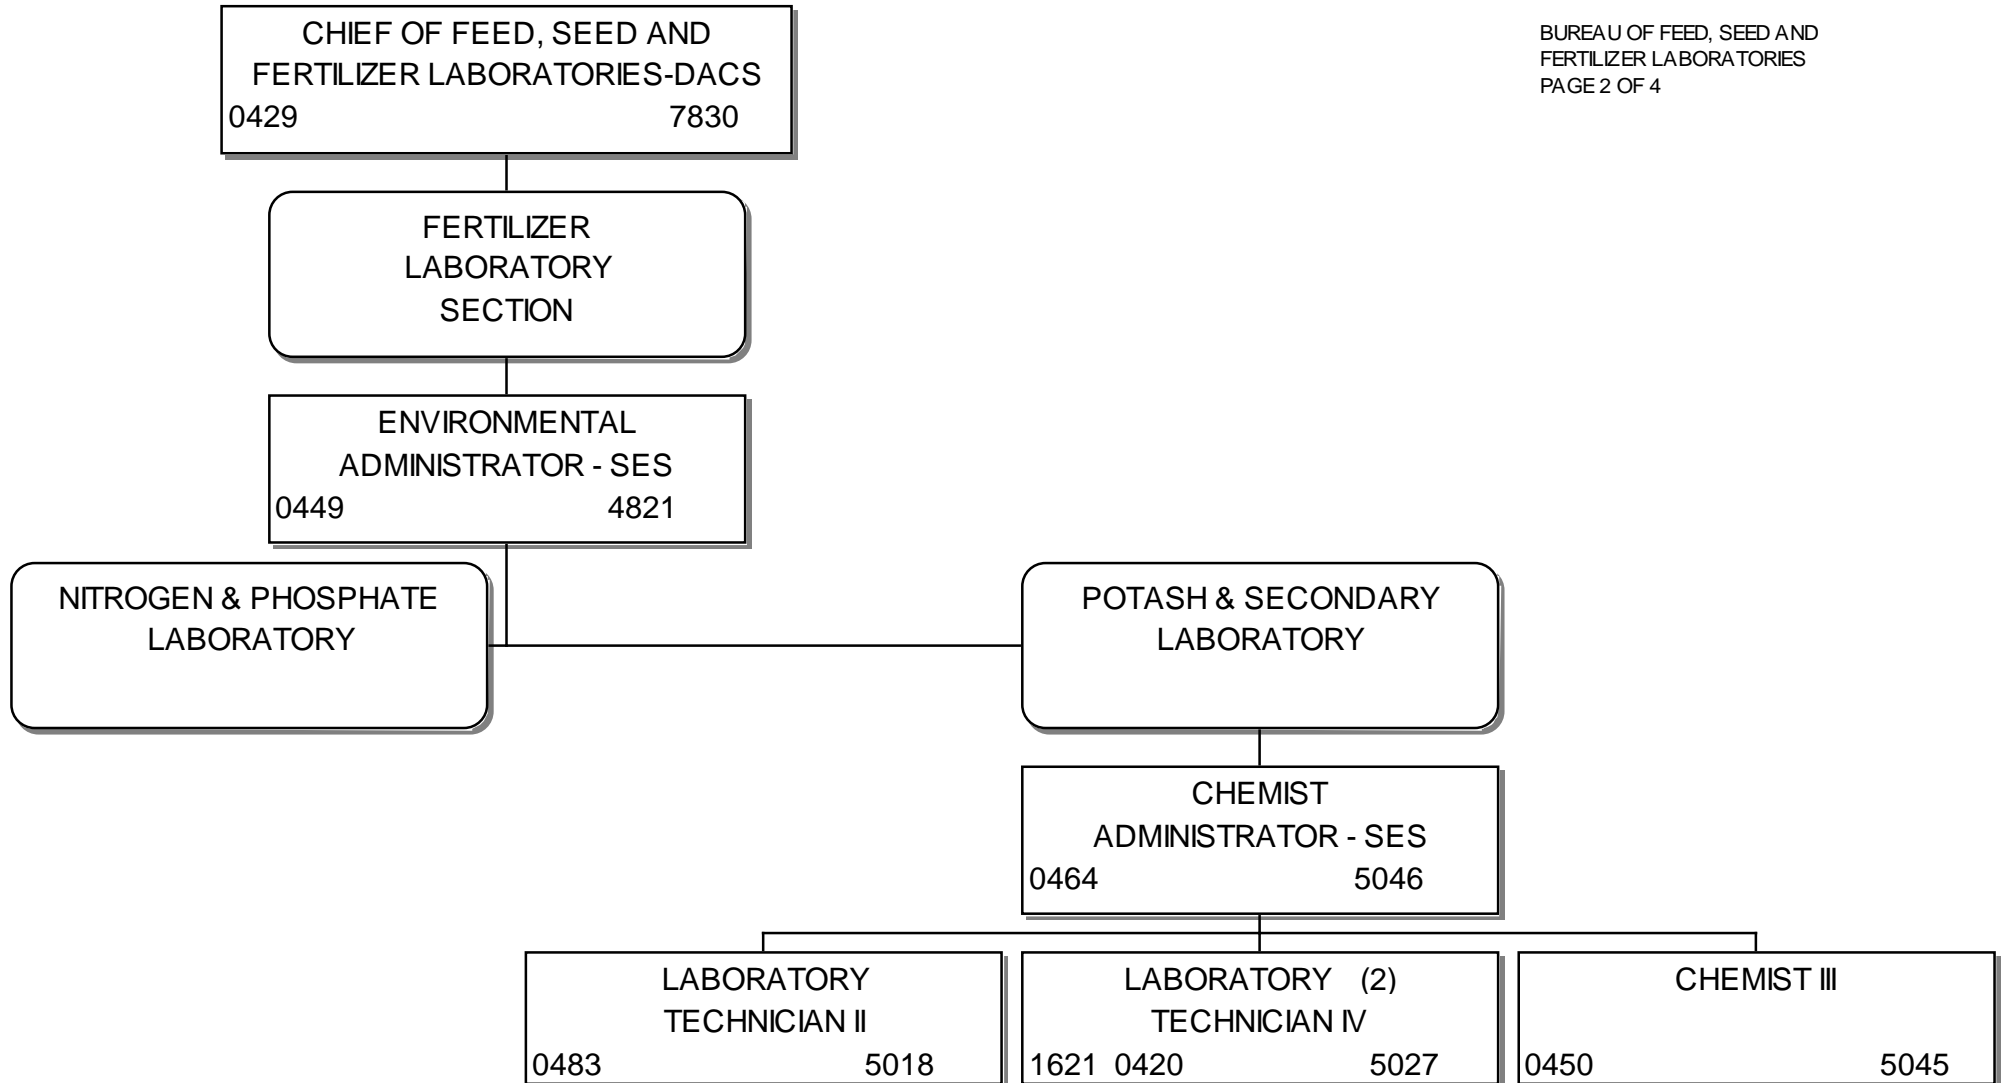 CHIEF OF FEED, SEED AND
FERTILIZER LABORATORIES-DACS
0429 7830
BUREAU OF FEED, SEED AND
FERTILIZER LABORATORIES
PAGE 2 OF 4
FERTILIZER
LABORATORY
SECTION
ENVIRONMENTAL
ADMINISTRATOR - SES
0449 4821
NITROGEN & PHOSPHATE
LABORATORY
POTASH & SECONDARY
LABORATORY
CHEMIST
ADMINISTRATOR - SES
0464 5046
LABORATORY
TECHNICIAN II
0483 5018
LABORATORY (2)
TECHNICIAN IV
1621 0420 5027
CHEMIST III
0450 5045